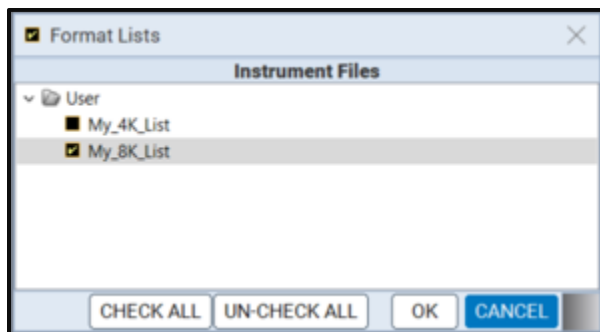 Format Lists
Instrument Files
User
My_4K_List
My_8K_List
CHECK ALL UN-CHECK ALL OK CANCEL